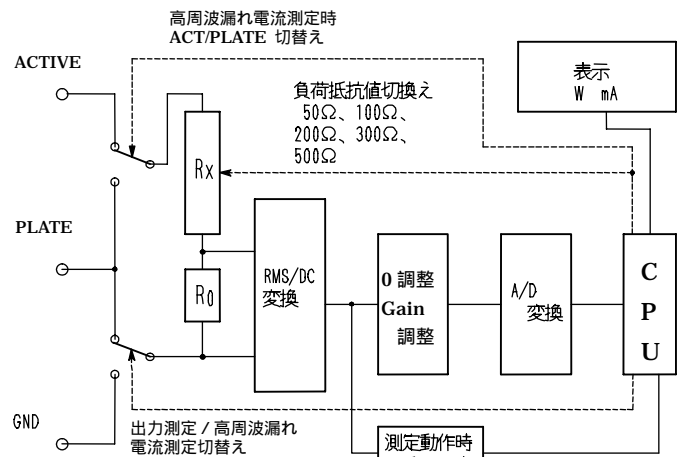 高周波漏れ電流測定時
ACT/PLATE 切替え
ACTIVE
表示
W mA
負荷抵抗値切換え
50Ω、100Ω、
200Ω、300Ω、
500Ω
RX
PLATE
R0
RMS/DC
変換
0 調整
Gain
調整
A/D
変換
C
P
U
GND
出力測定 / 高周波漏れ
電流測定切替え
測定動作時